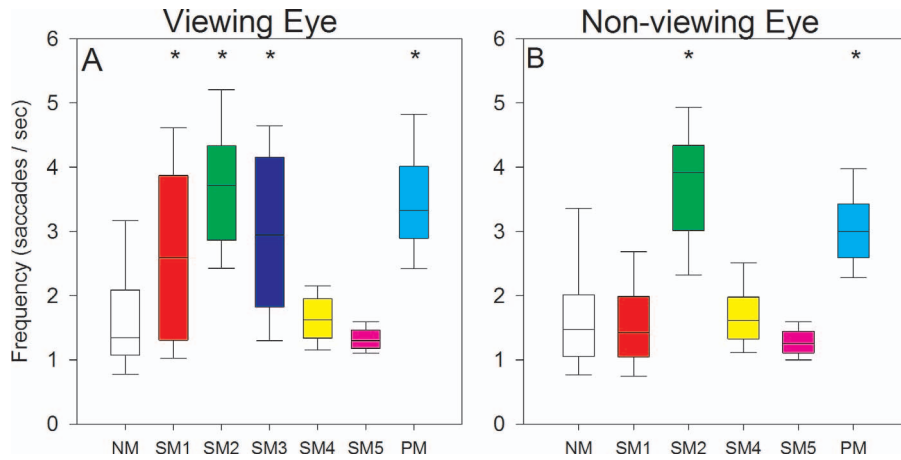 Viewing Eye
Non-viewing Eye
A
B
* * * *
* *
Frequency (saccades / sec)
6
5
4
3
2
1
0
6
5
4
3
2
1
0
NM SM1 SM2 SM3 SM4 SM5 PM
NM SM1 SM2 SM4 SM5 PM